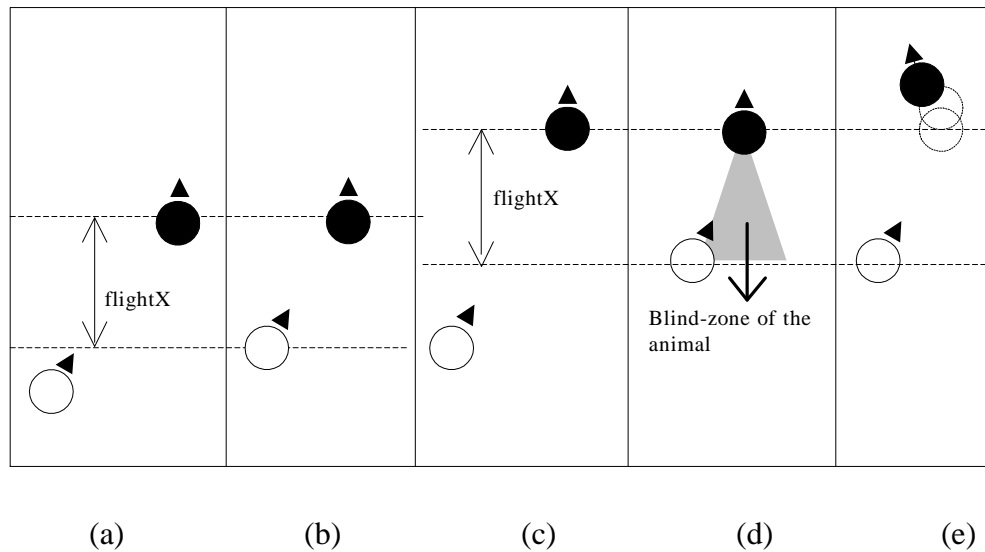 flightX
flightX
Blind-zone of the
animal
(a) (b) (c) (d) (e)